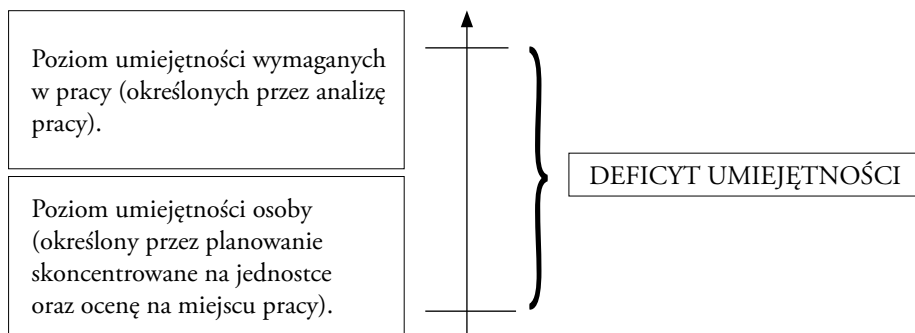 Poziom umiejętności wymaganych
w pracy (określonych przez analizę
pracy).
DEFICYT UMIEJĘTNOŚCI
Poziom umiejętności osoby
(określony przez planowanie
skoncentrowane na jednostce
oraz ocenę na miejscu pracy).